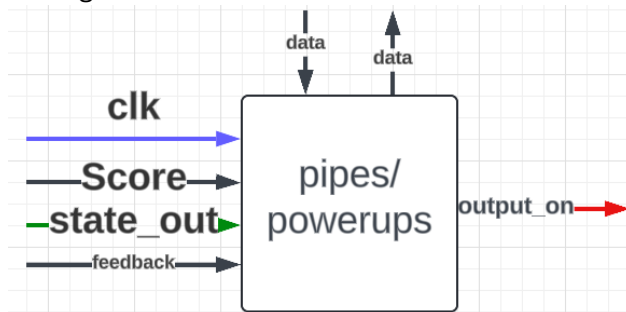 data
data
clk
Score
state_out
feedback
pipes/
powerups
output_on